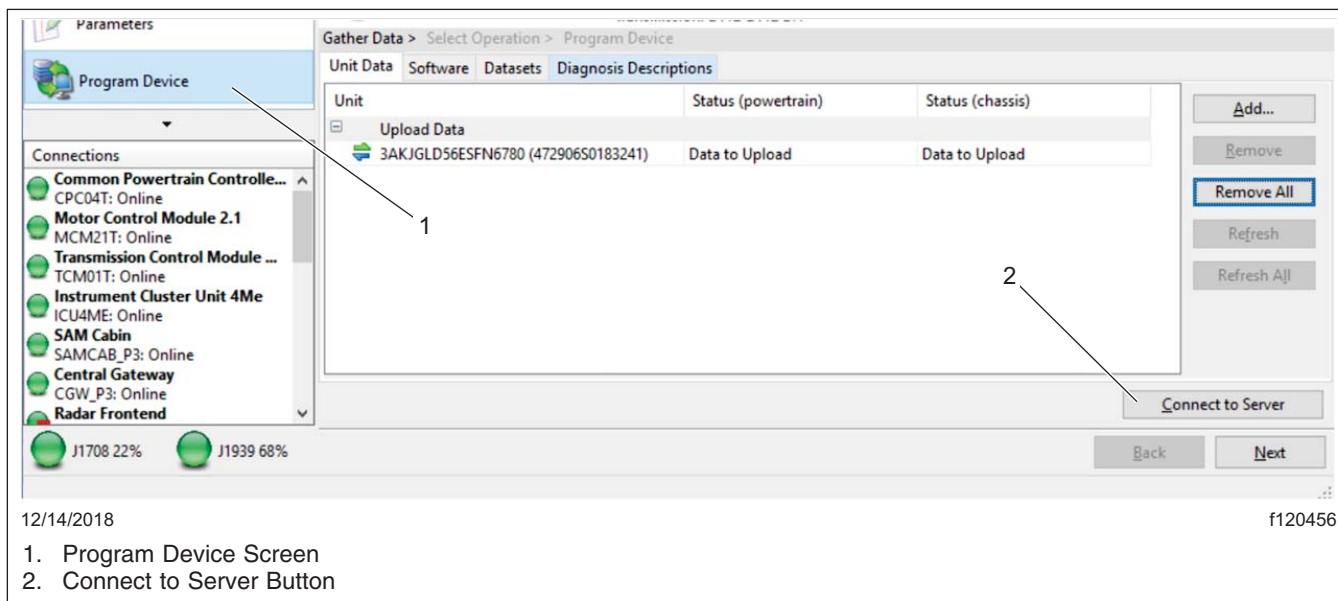 Parameters
Gather Data > Select Operation > Program Device
Program Device
Unit Data Software Datasets Diagnosis Descriptions
Unit Status (powertrain) Status (chassis)
Upload Data
3AKJGLD56ESFN6780 (472906S0183241) Data to Upload Data to Upload
Add...
Remove
Remove All
Refresh
Refresh All
Connections
Common Powertrain Controlle...
CPC04T: Online
Motor Control Module 2.1
MCM21T: Online
Transmission Control Module ...
TCM01T: Online
Instrument Cluster Unit 4Me
ICU4ME: Online
SAM Cabin
SAMCAB_P3: Online
Central Gateway
CGW_P3: Online
Radar Frontend
1
2
Connect to Server
J1708 22% J1939 68%
Back Next
12/14/2018 f120456
1. Program Device Screen
2. Connect to Server Button